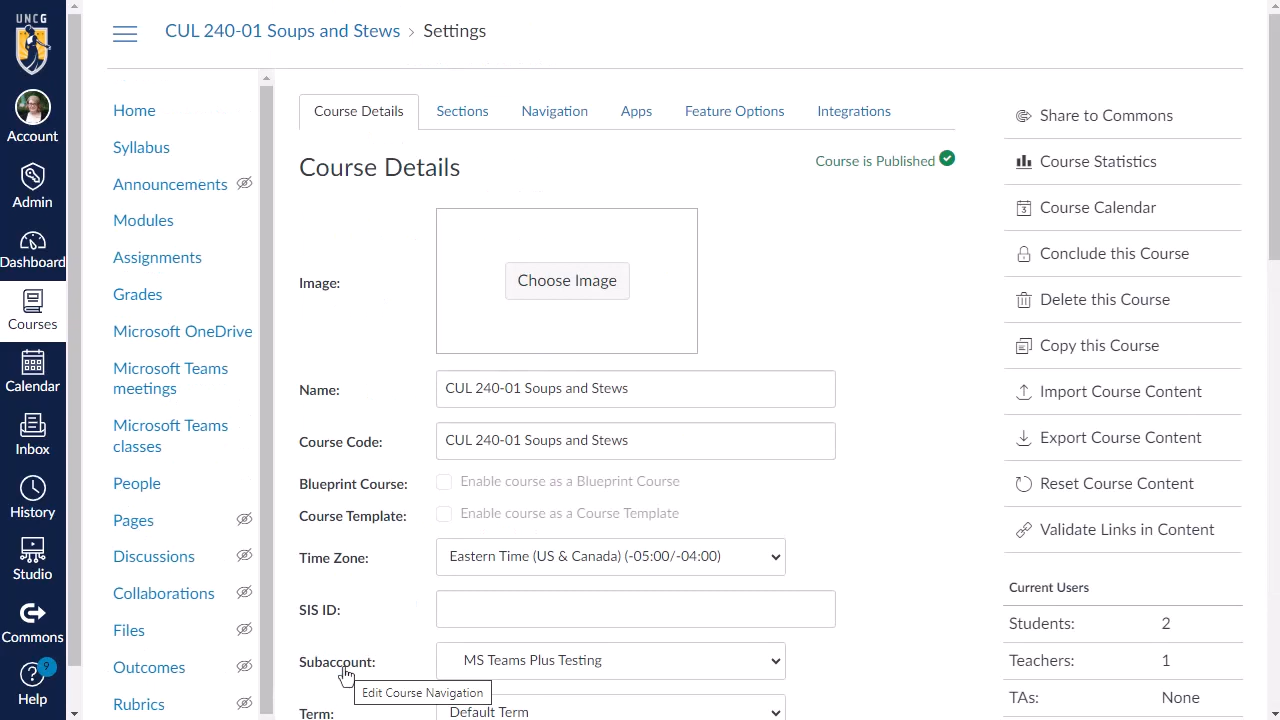 UNCG
Account
Admin
Dashboard
Courses
Calendar
Inbox
History
Studio
Commons
9
Help
CUL 240-01 Soups and Stews › Settings
Home
Syllabus
Announcements
Modules
Assignments
Grades
Microsoft OneDrive
Microsoft Teams
meetings
Microsoft Teams
classes
People
Pages
Discussions
Collaborations
Files
Outcomes
Rubrics
Course Details
Sections
Navigation
Apps
Feature Options
Integrations
Course Details
Course is Published
Image:
Choose Image
Name:
CUL 240-01 Soups and Stews
Course Code:
CUL 240-01 Soups and Stews
Blueprint Course:
Enable course as a Blueprint Course
Course Template:
Enable course as a Course Template
Time Zone:
Eastern Time (US & Canada) (-05:00/-04:00)
SIS ID:
Subaccount:
MS Teams Plus Testing
Edit Course Navigation
Term:
Default Term
Share to Commons
Course Statistics
Course Calendar
Conclude this Course
Delete this Course
Copy this Course
Import Course Content
Export Course Content
Reset Course Content
Validate Links in Content
Current Users
Students: 2
Teachers: 1
TAs: None